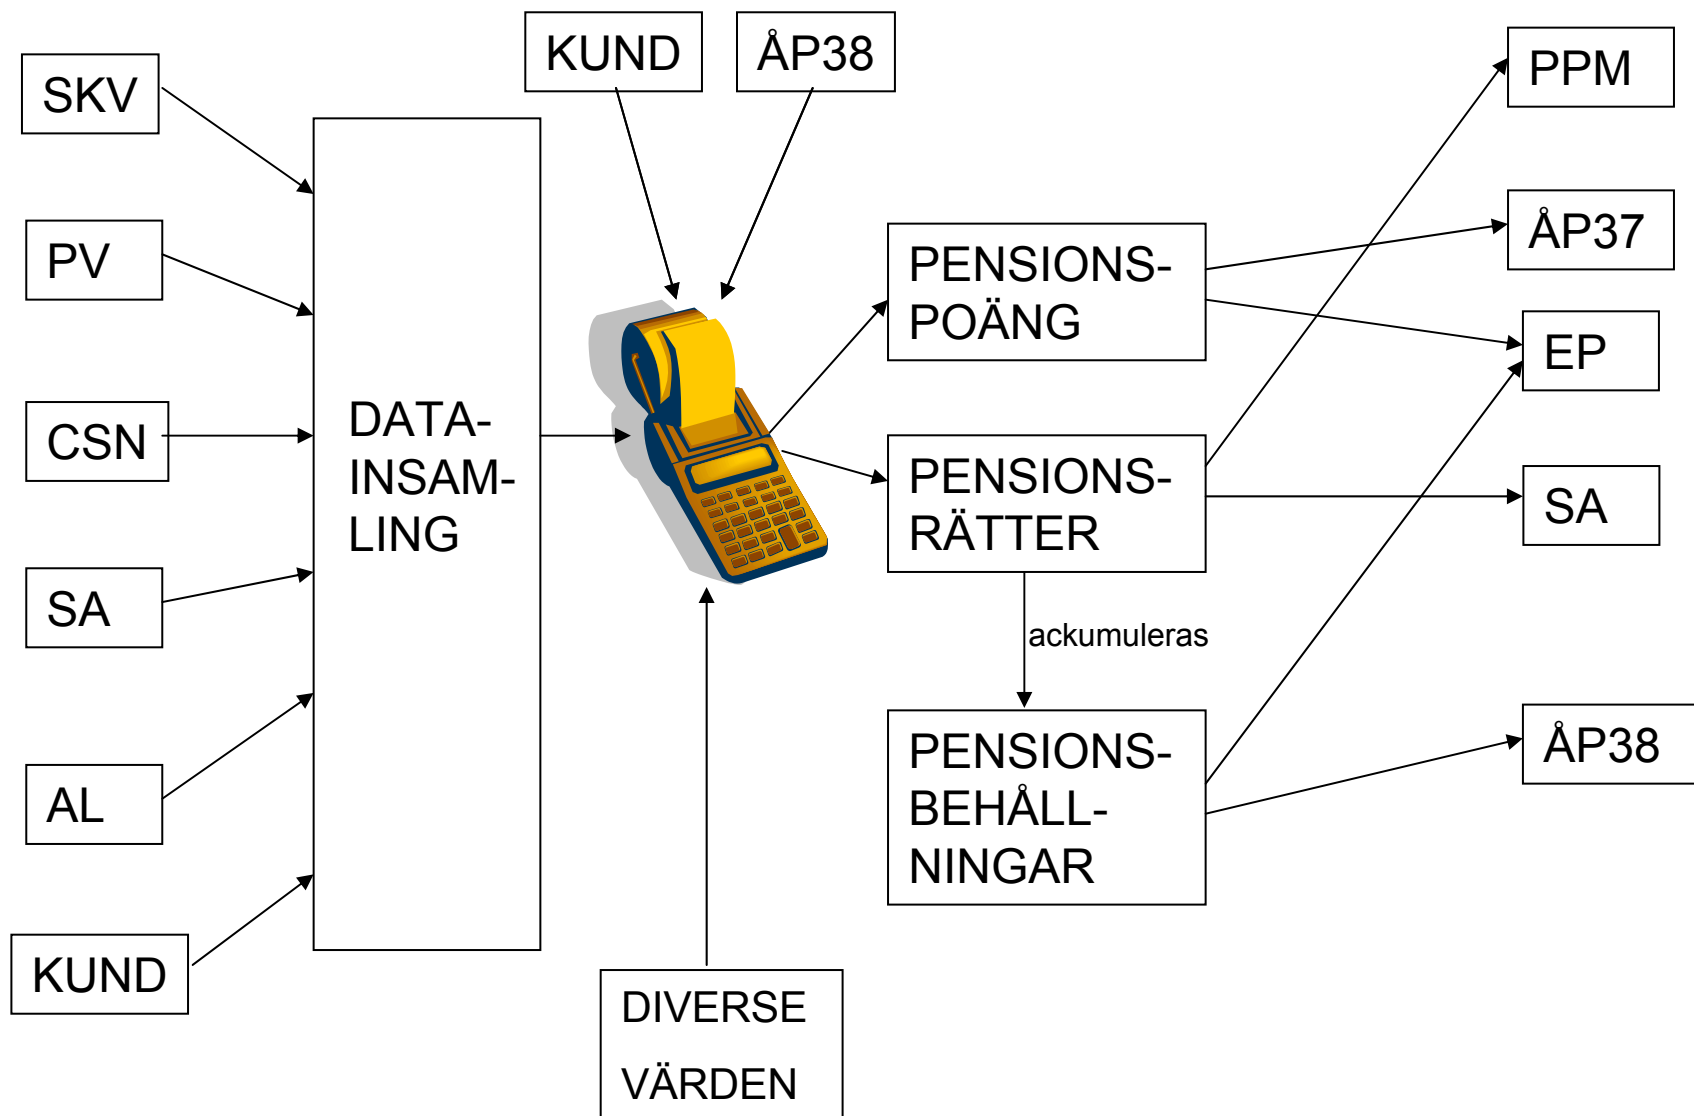 SKV
PV
CSN
SA
AL
KUND
DATA-
INSAM-
LING
KUND
ÅP38
DIVERSE
VÄRDEN
PENSIONS-
POÄNG
PENSIONS-
RÄTTER
ackumuleras
PENSIONS-
BEHÅLL-
NINGAR
PPM
ÅP37
EP
SA
ÅP38